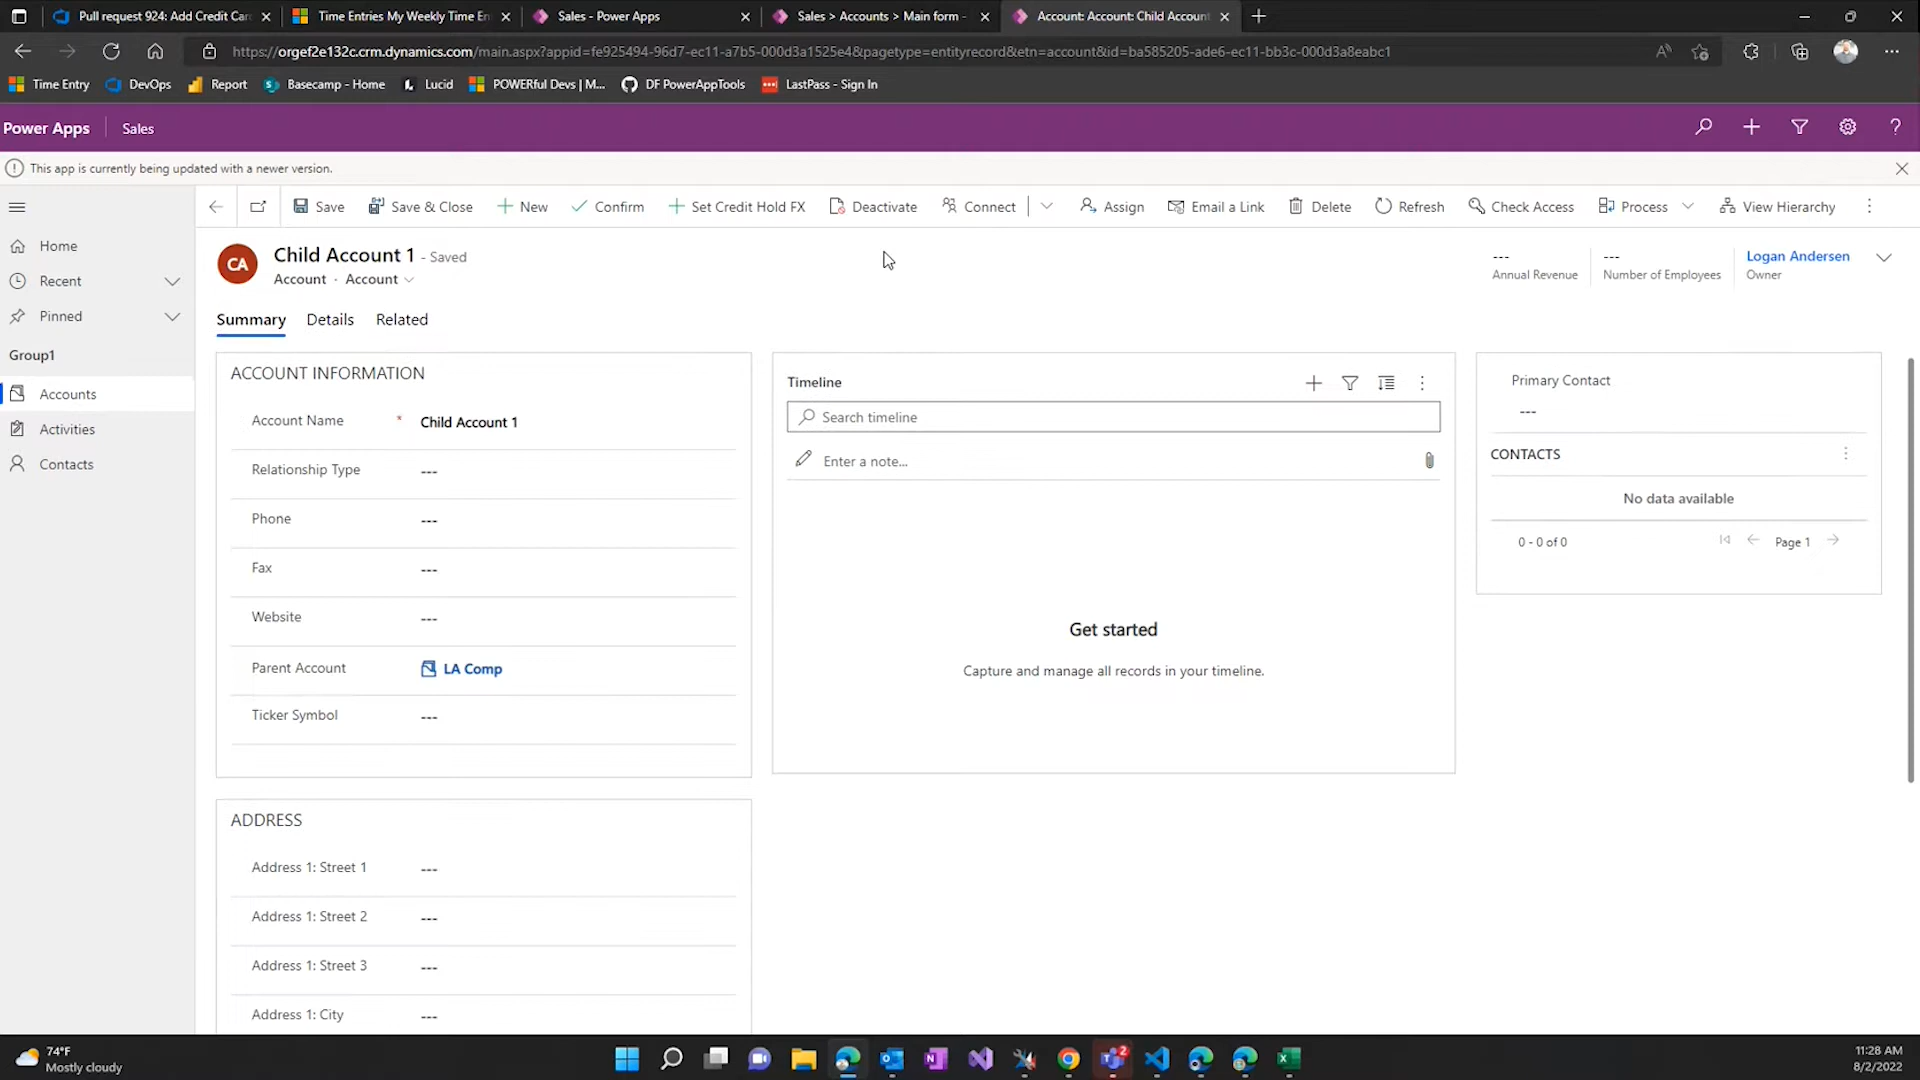 Pull request 924: Add Credit Car
Time Entries My Weekly Time En
Sales - Power Apps
Sales > Accounts > Main form -
Account: Account: Child Account
https://orgef2e132c.crm.dynamics.com/main.aspx?appid=fe925494-96d7-ec11-a7b5-000d3a1525e4&pagetype=entityrecord&etn=account&id=ba585205-ade6-ec11-bb3c-000d3a8eabc1
Time Entry
DevOps
Report
Basecamp - Home
Lucid
POWERful Devs | M...
DF PowerAppTools
LastPass - Sign In
Power Apps
Sales
This app is currently being updated with a newer version.
Save
Save & Close
New
Confirm
Set Credit Hold FX
Deactivate
Connect
Assign
Email a Link
Delete
Refresh
Check Access
Process
View Hierarchy
Home
Recent
Pinned
Group1
Accounts
Activities
Contacts
CA
Child Account 1 - Saved
Account · Account
---
Annual Revenue
---
Number of Employees
Logan Andersen
Owner
Summary
Details
Related
ACCOUNT INFORMATION
Account Name * Child Account 1
Relationship Type ---
Phone ---
Fax ---
Website ---
Parent Account LA Comp
Ticker Symbol ---
ADDRESS
Address 1: Street 1 ---
Address 1: Street 2 ---
Address 1: Street 3 ---
Address 1: City ---
Timeline
Search timeline
Enter a note...
Get started
Capture and manage all records in your timeline.
Primary Contact
---
CONTACTS
No data available
0 - 0 of 0
Page 1
74°F
Mostly cloudy
2
11:28 AM
8/2/2022